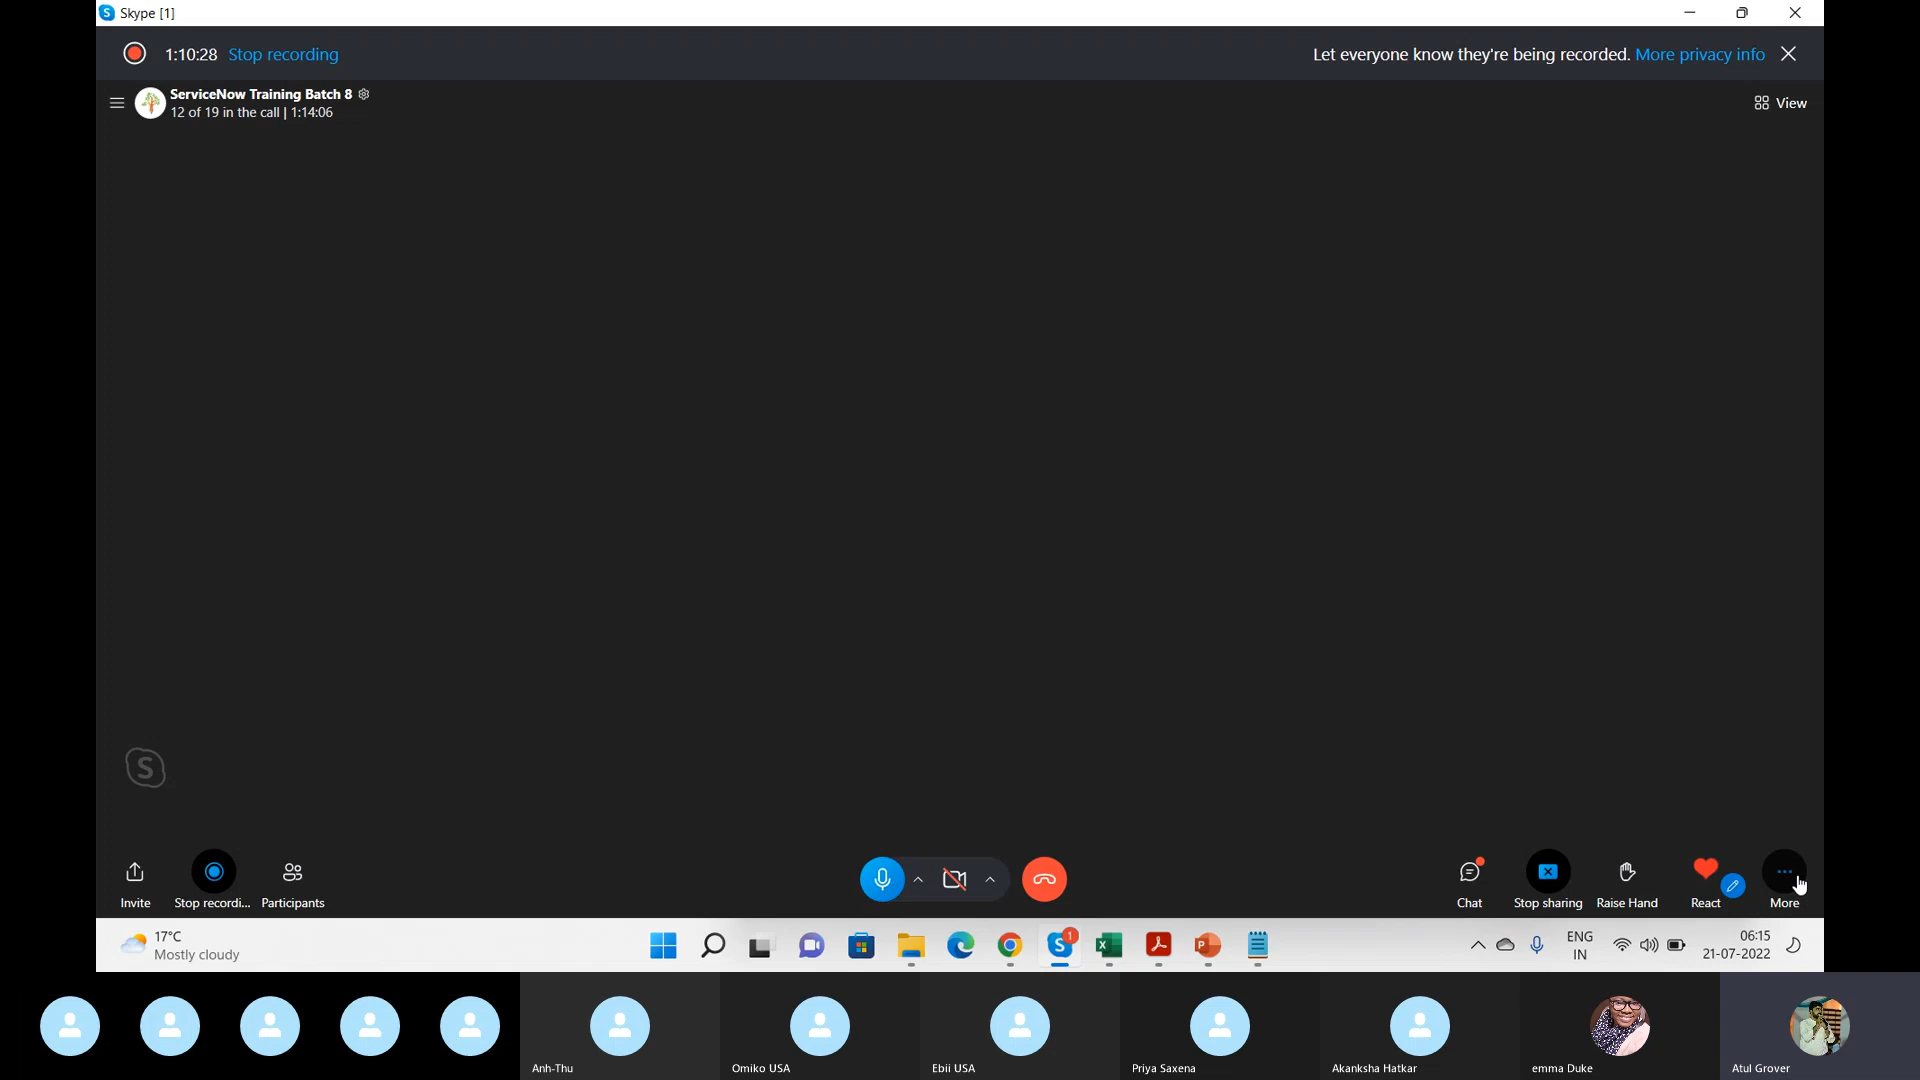 Skype [1]
1:10:28 Stop recording
Let everyone know they're being recorded. More privacy info
ServiceNow Training Batch 8
12 of 19 in the call | 1:14:06
View
S
Invite
Stop recordi...
Participants
Chat
Stop sharing
Raise Hand
React
More
17°C
Mostly cloudy
1
ENG
IN
06:15
21-07-2022
Anh-Thu
Omiko USA
Ebii USA
Priya Saxena
Akanksha Hatkar
emma Duke
Atul Grover